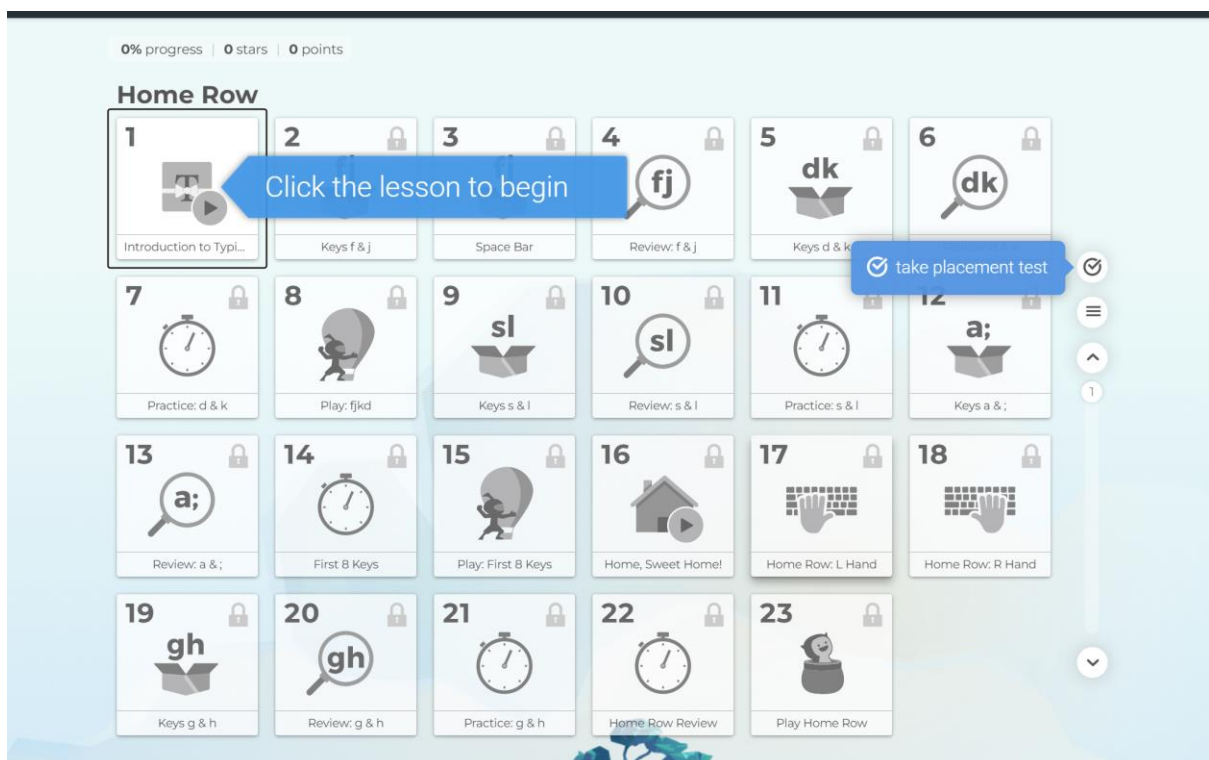 0% progress | 0 stars | 0 points
Home Row
1
2
3
4
5
6
fj
dk
dk
Click the lesson to begin
Introduction to Typi...
Keys f & j
Space Bar
Review: f & j
Keys d & k
take placement test
7
8
9
10
11
12
sl
sl
a;
1
Practice: d & k
Play: fjkd
Keys s & l
Review: s & l
Practice: s & l
Keys a & ;
13
14
15
16
17
18
a;
Review: a & ;
First 8 Keys
Play: First 8 Keys
Home, Sweet Home!
Home Row: L Hand
Home Row: R Hand
19
20
21
22
23
gh
gh
Keys g & h
Review: g & h
Practice: g & h
Home Row Review
Play Home Row